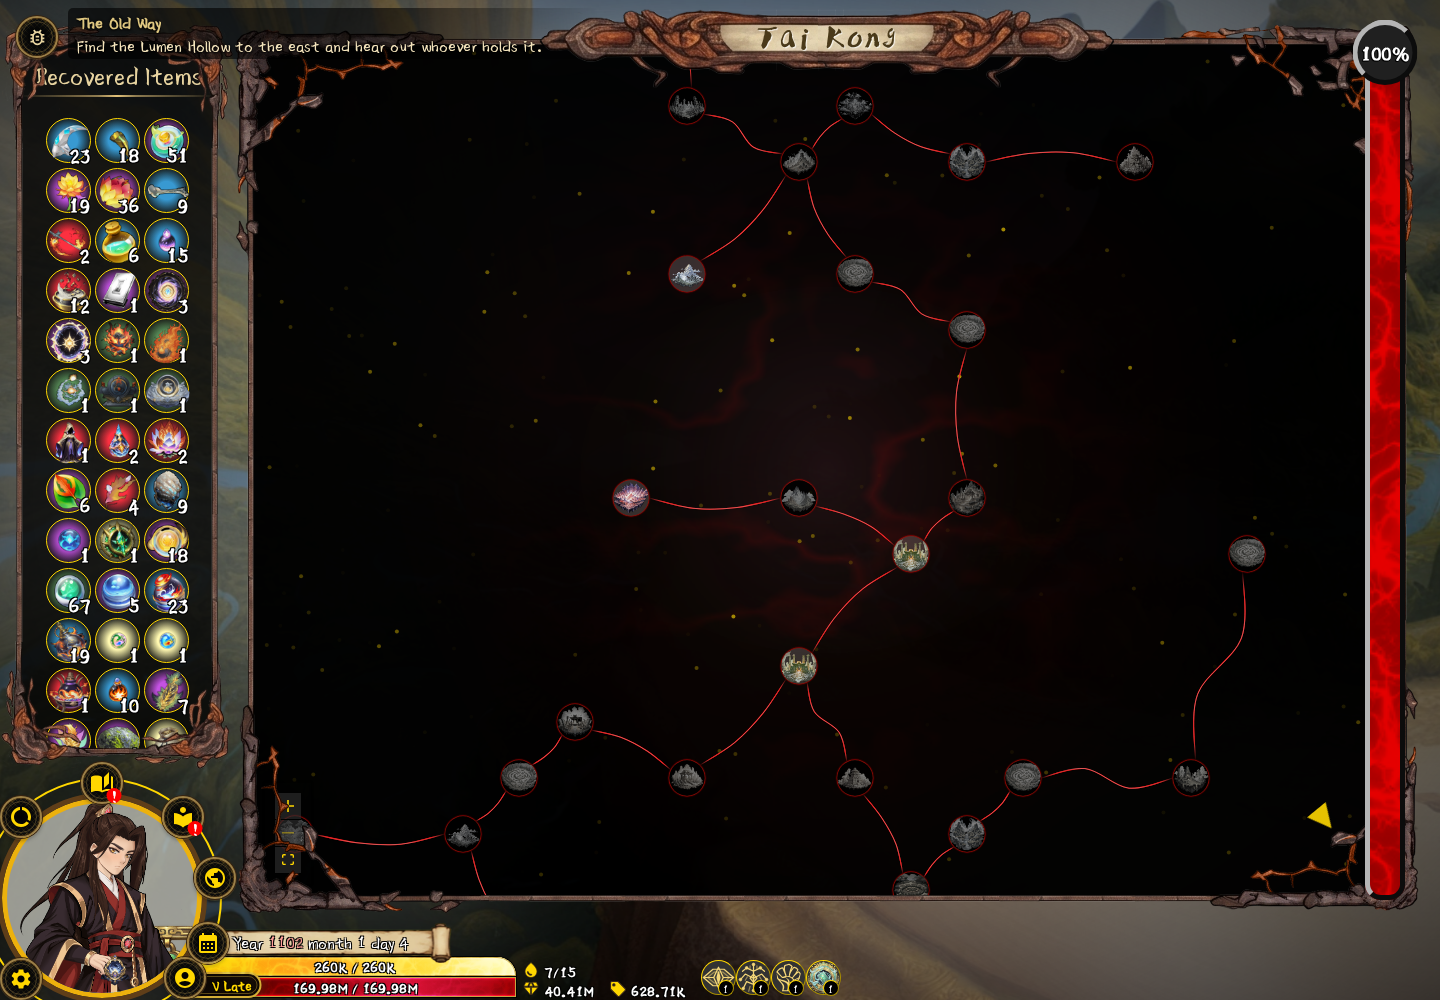 The Old Way
Find the Lumen Hollow to the east and hear out whoever holds it.
Tai Kong
100%
Recovered Items
23 18 51
19 36 9
2 6 15
12 1 3
3 1 1
1 1 1
1 2 2
6 4 9
1 1 18
67 5 23
19 1 1
1 10 7
Year 1102 month 1 day 4
260K / 260K
V Late
169.98M / 169.98M
7/15
40.41M
628.71K
1 1 1 1